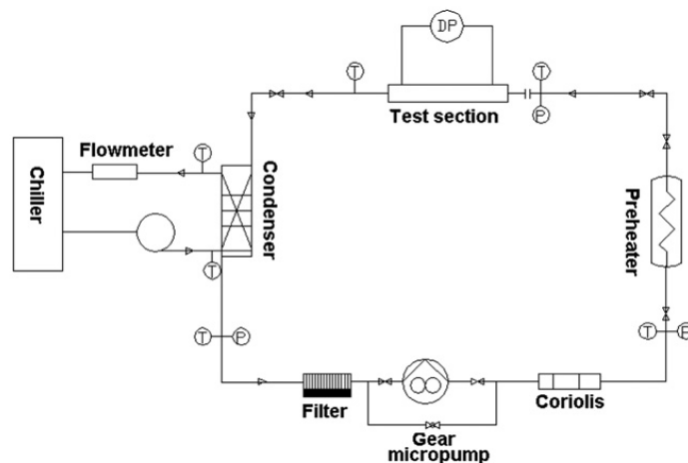 DP
T
T
Test section
P
Flowmeter
T
Chiller
Condenser
Preheater
T
T
P
T
P
Filter
Gear
micropump
Coriolis